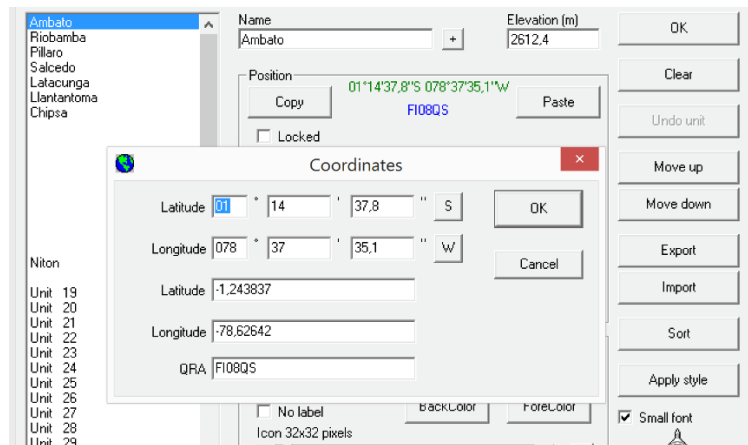 Ambato
Riobamba
Pillaro
Salcedo
Latacunga
Llantantoma
Chipsa
Niton
Unit 19
Unit 20
Unit 21
Unit 22
Unit 23
Unit 24
Unit 25
Unit 26
Unit 27
Unit 28
Unit 29
Name
Ambato
+
Elevation (m)
2612,4
Position
Copy
01°14'37,8''S 078°37'35,1''W
FI08QS
Paste
Locked
Coordinates
×
Latitude 01 ° 14 ' 37,8 '' S
Longitude 078 ° 37 ' 35,1 '' W
Latitude -1,243837
Longitude -78,62642
QRA FI08QS
OK
Cancel
No label
BackColor
ForeColor
Icon 32x32 pixels
OK
Clear
Undo unit
Move up
Move down
Export
Import
Sort
Apply style
Small font